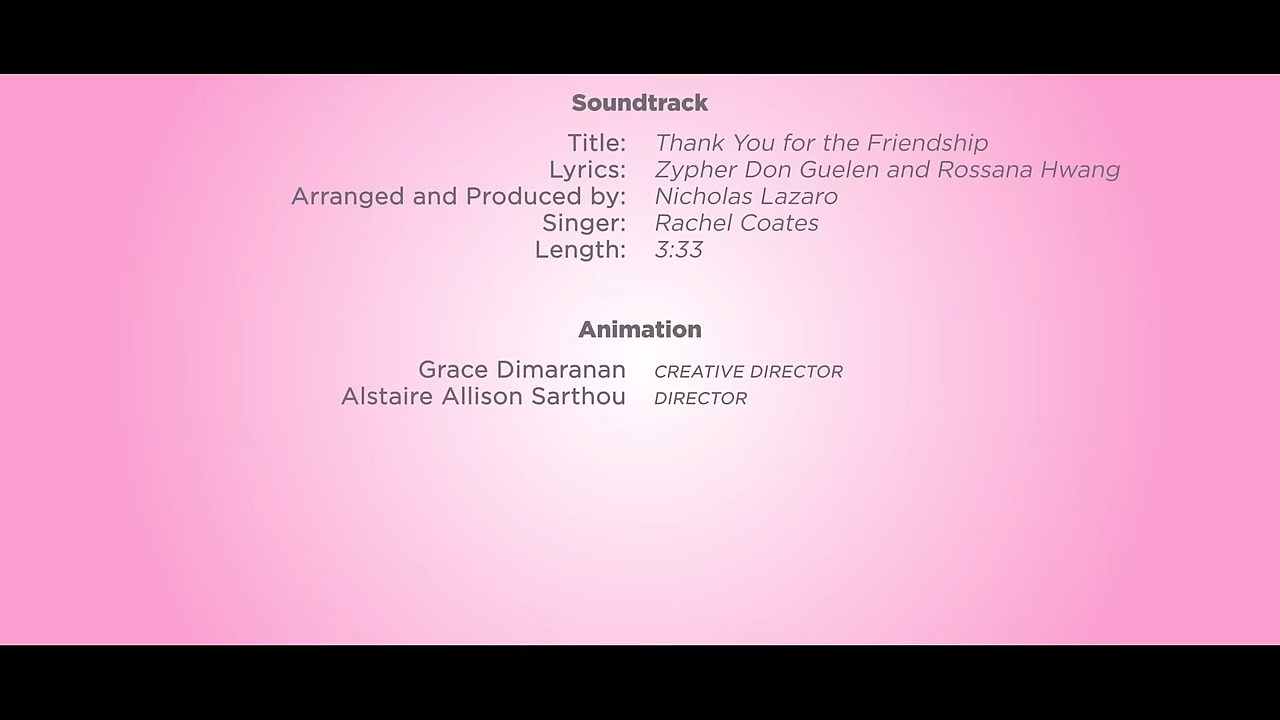 Soundtrack
Title: Thank You for the Friendship
Lyrics: Zypher Don Guelen and Rossana Hwang
Arranged and Produced by: Nicholas Lazaro
Singer: Rachel Coates
Length: 3:33
Animation
Grace Dimaranan CREATIVE DIRECTOR
Alstaire Allison Sarthou DIRECTOR